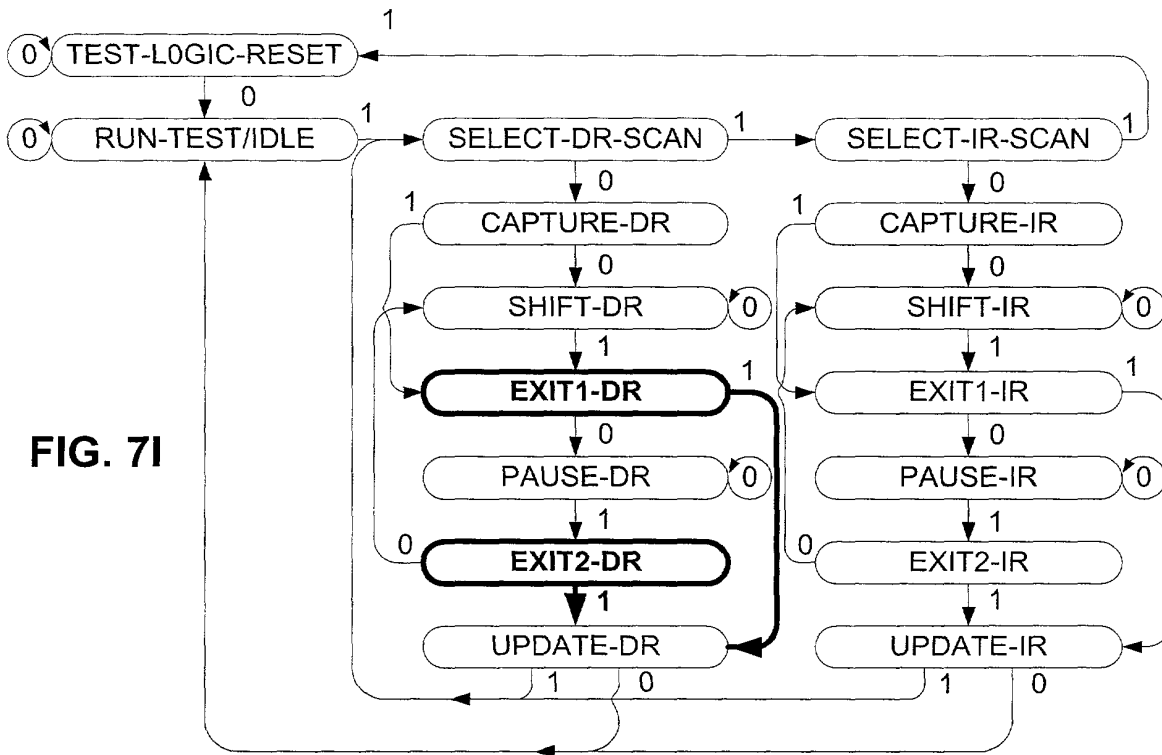 1
0 TEST-L0GIC-RESET
0
0 RUN-TEST/IDLE 1 SELECT-DR-SCAN 1 SELECT-IR-SCAN 1
0 0
1 CAPTURE-DR 1 CAPTURE-IR
0 0
SHIFT-DR 0 SHIFT-IR 0
1 1
EXIT1-DR 1 EXIT1-IR 1
0 0
FIG. 7I PAUSE-DR 0 PAUSE-IR 0
1 1
0 EXIT2-DR 0 EXIT2-IR
1 1
UPDATE-DR UPDATE-IR
1 0 1 0